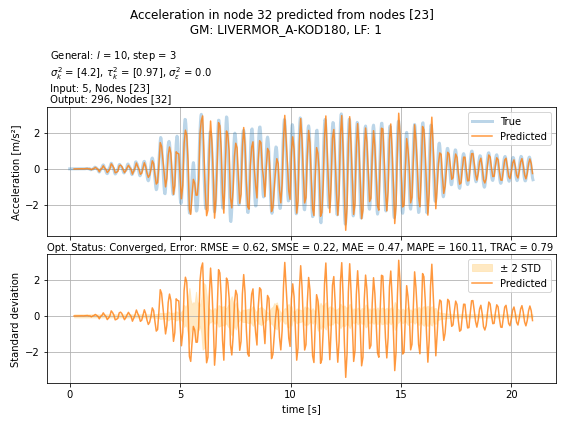 Acceleration in node 32 predicted from nodes [23]
GM: LIVERMOR_A-KOD180, LF: 1
General: l = 10, step = 3
σ²ₖ = [4.2], τ²ₖ = [0.97], σ²ε = 0.0
Input: 5, Nodes [23]
Output: 296, Nodes [32]
Acceleration [m/s²]
2
0
−2
True
Predicted
Opt. Status: Converged, Error: RMSE = 0.62, SMSE = 0.22, MAE = 0.47, MAPE = 160.11, TRAC = 0.79
Standard deviation
2
0
−2
± 2 STD
Predicted
0 5 10 15 20
time [s]